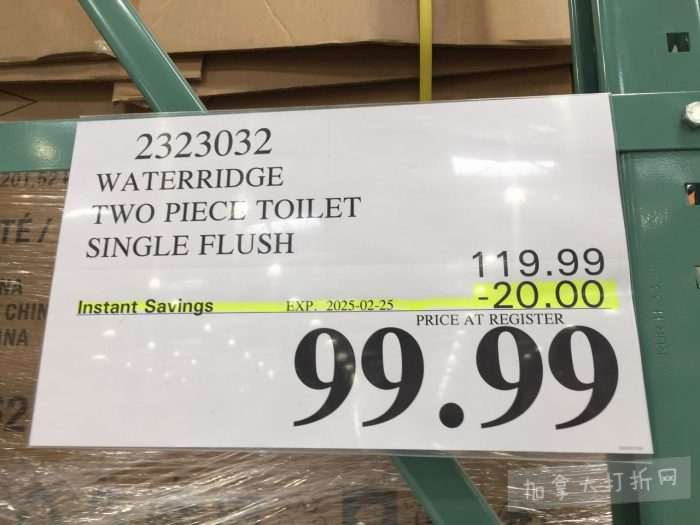 2323032
WATERRIDGE
TWO PIECE TOILET
SINGLE FLUSH
119.99
Instant Savings EXP. 2025-02-25 -20.00
PRICE AT REGISTER
99.99
加拿大打折网